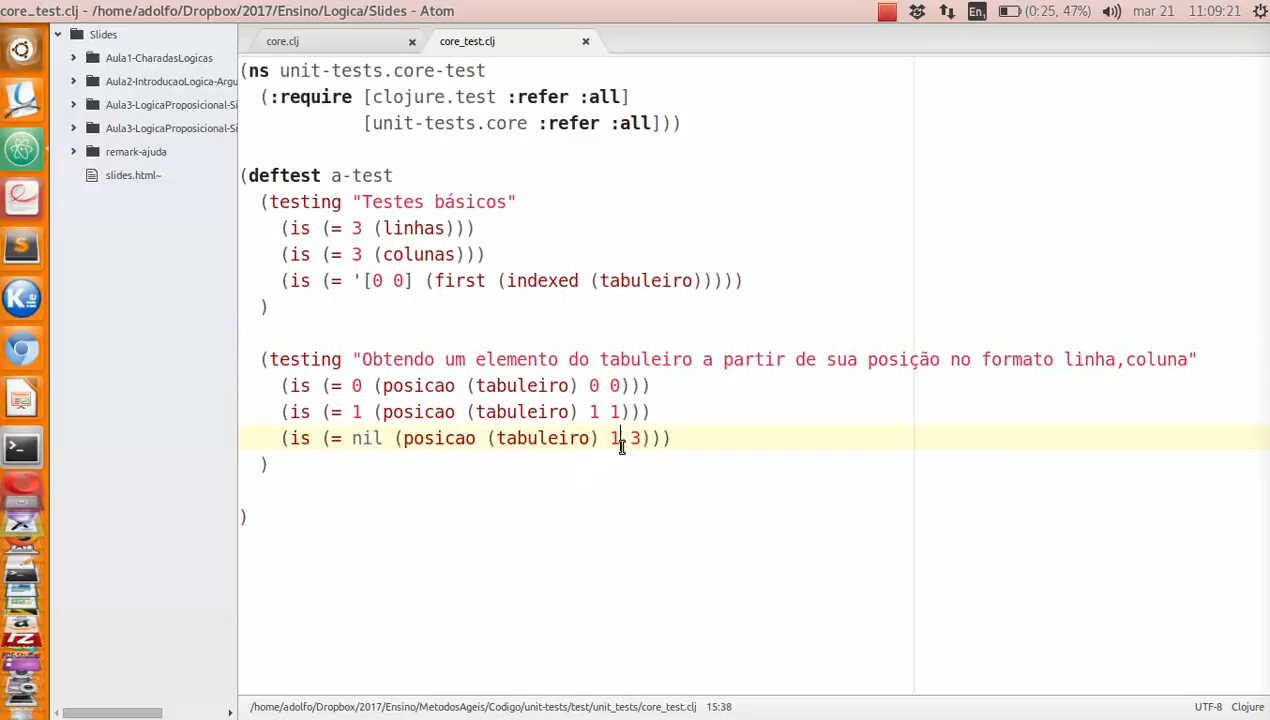 core_test.clj - /home/adolfo/Dropbox/2017/Ensino/Logica/Slides - Atom
En
(0:25, 47%)
mar 21
11:09:21
Slides
Aula1-CharadasLogicas
Aula2-IntroducaoLogica-Argu
Aula3-LogicaProposicional-Si
Aula3-LogicaProposicional-Si
remark-ajuda
slides.html~
core.clj
core_test.clj
(ns unit-tests.core-test
(:require [clojure.test :refer :all]
[unit-tests.core :refer :all]))
(deftest a-test
(testing "Testes básicos"
(is (= 3 (linhas)))
(is (= 3 (colunas)))
(is (= '[0 0] (first (indexed (tabuleiro)))))
)
(testing "Obtendo um elemento do tabuleiro a partir de sua posição no formato linha,coluna"
(is (= 0 (posicao (tabuleiro) 0 0)))
(is (= 1 (posicao (tabuleiro) 1 1)))
(is (= nil (posicao (tabuleiro) 1 3)))
)
)
/home/adolfo/Dropbox/2017/Ensino/MetodosAgeis/Codigo/unit-tests/test/unit_tests/core_test.clj
15:38
UTF-8
Clojure